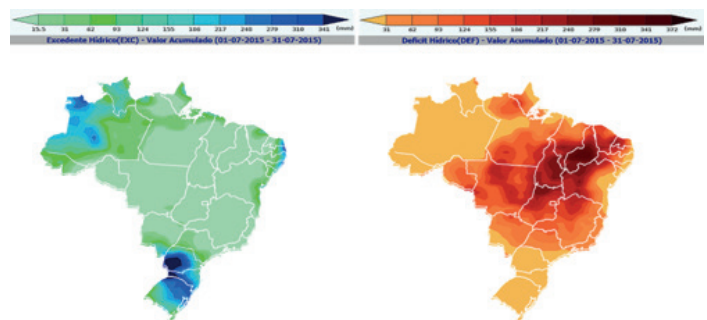 15.5 31 62 93 124 155 186 217 248 279 310 341 (mm)
Excedente Hídrico(EXC) - Valor Acumulado (01-07-2015 - 31-07-2015)
31 62 93 124 155 186 217 248 279 310 341 372 (mm)
Deficit Hídrico(DEF) - Valor Acumulado (01-07-2015 - 31-07-2015)